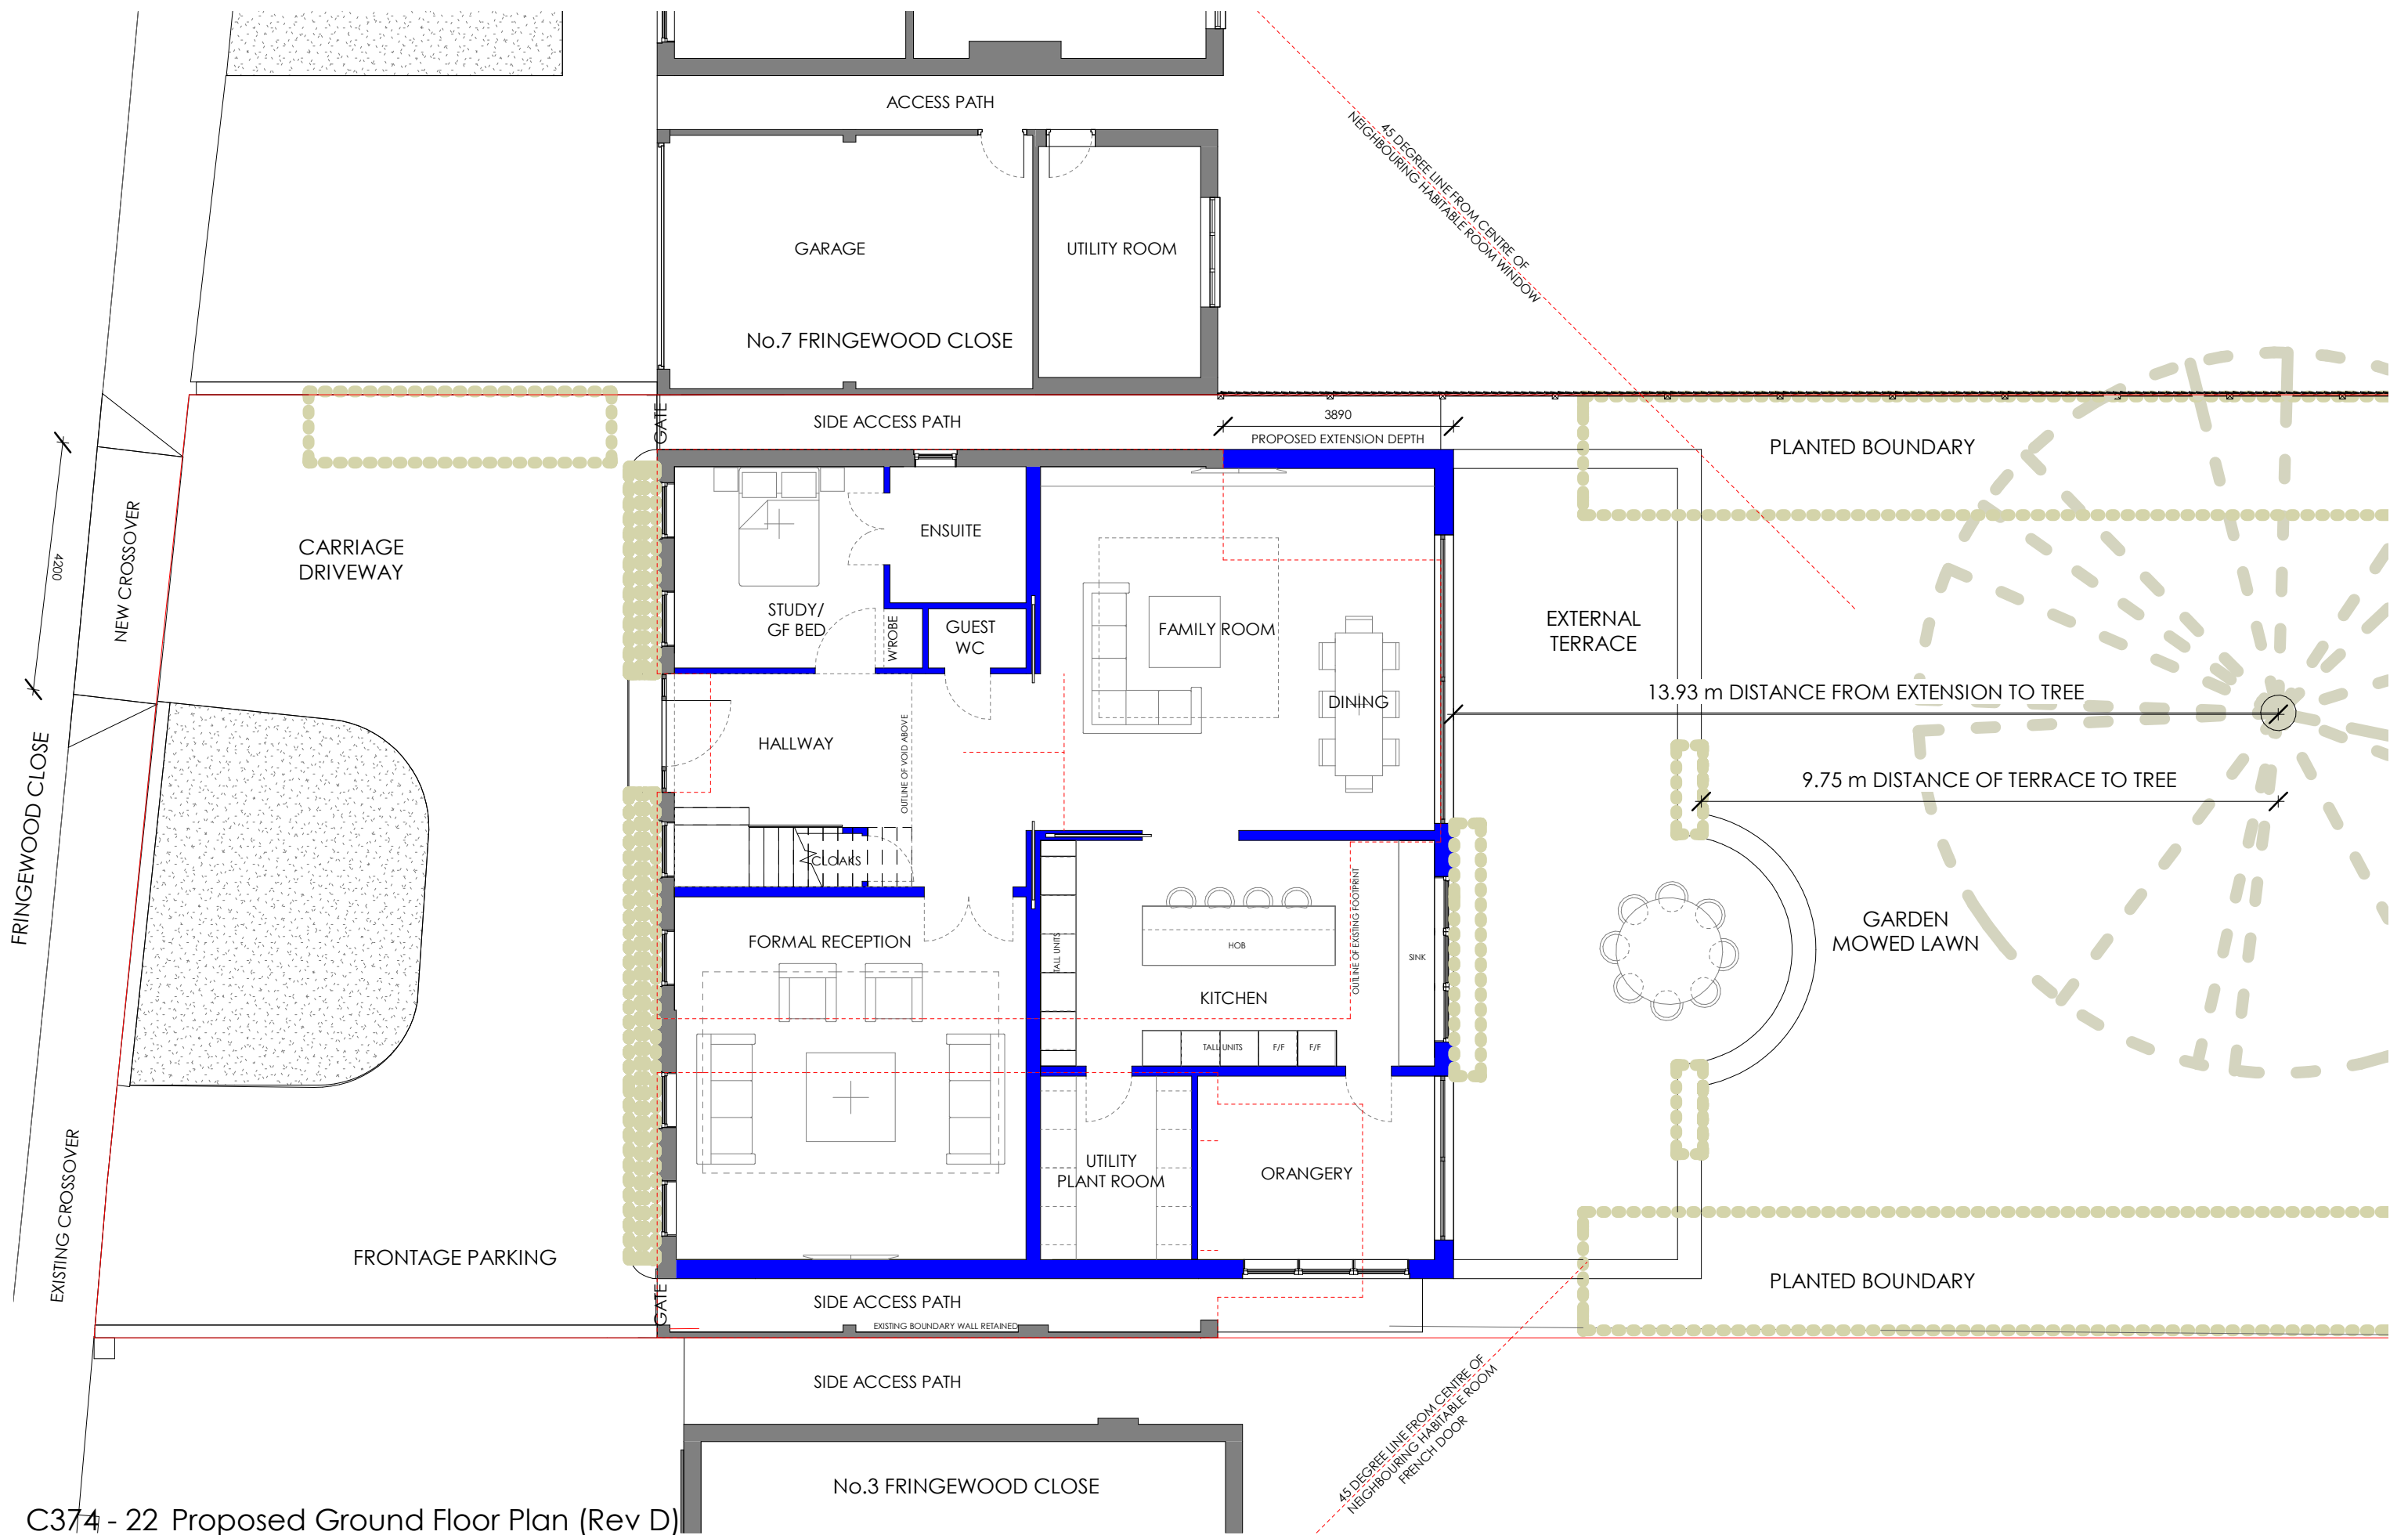 ACCESS PATH
45 DEGREE LINE FROM CENTRE OF
NEIGHBOURING HABITABLE ROOM WINDOW
GARAGE
UTILITY ROOM
No.7 FRINGEWOOD CLOSE
GATE
SIDE ACCESS PATH
3890
PROPOSED EXTENSION DEPTH
PLANTED BOUNDARY
4200
NEW CROSSOVER
CARRIAGE
DRIVEWAY
ENSUITE
STUDY/
GF BED
W'ROBE
GUEST
WC
FAMILY ROOM
EXTERNAL
TERRACE
DINING
13.93 m DISTANCE FROM EXTENSION TO TREE
HALLWAY
OUTLINE OF VOID ABOVE
9.75 m DISTANCE OF TERRACE TO TREE
FRINGEWOOD CLOSE
CLOAKS
FORMAL RECEPTION
TALL UNITS
HOB
OUTLINE OF EXISTING FOOTPRINT
SINK
GARDEN
MOWED LAWN
KITCHEN
TALL UNITS
F/F
F/F
EXISTING CROSSOVER
UTILITY
PLANT ROOM
ORANGERY
FRONTAGE PARKING
PLANTED BOUNDARY
GATE
SIDE ACCESS PATH
EXISTING BOUNDARY WALL RETAINED
SIDE ACCESS PATH
45 DEGREE LINE FROM CENTRE OF
NEIGHBOURING HABITABLE ROOM
FRENCH DOOR
No.3 FRINGEWOOD CLOSE
C374 - 22 Proposed Ground Floor Plan (Rev D)